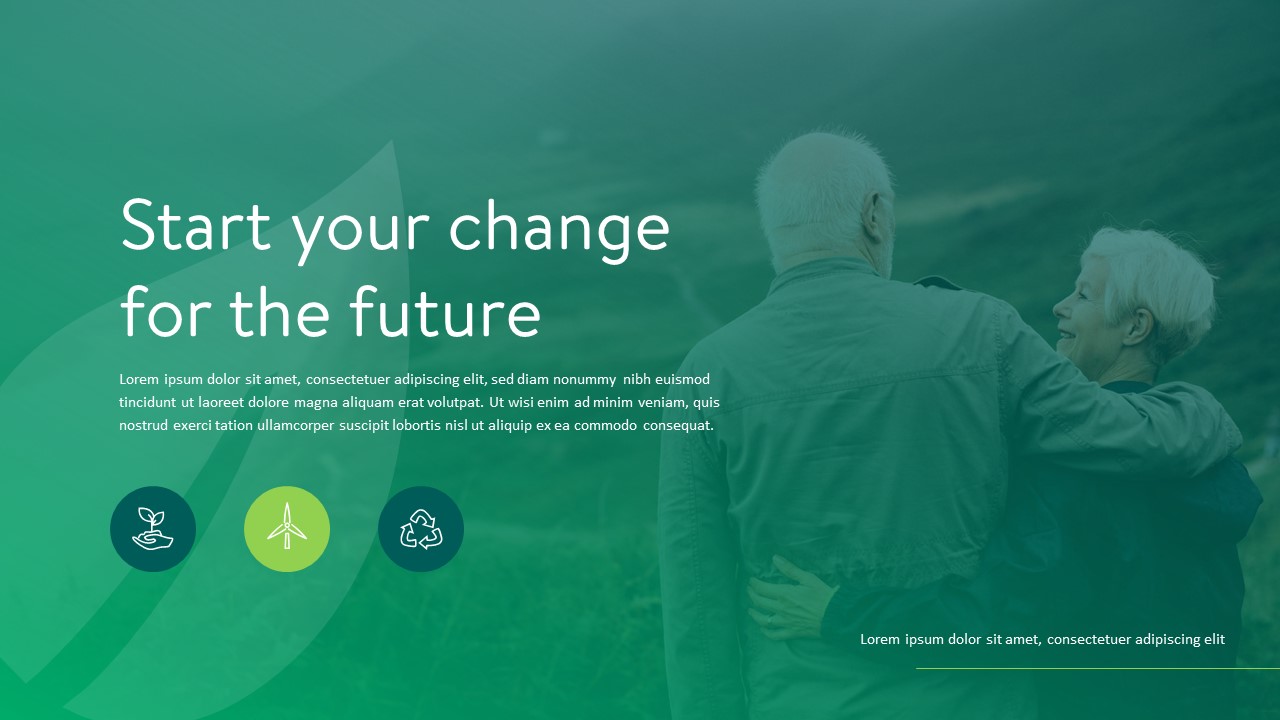 Start your change
for the future
Lorem ipsum dolor sit amet, consectetuer adipiscing elit, sed diam nonummy nibh euismod
tincidunt ut laoreet dolore magna aliquam erat volutpat. Ut wisi enim ad minim veniam, quis
nostrud exerci tation ullamcorper suscipit lobortis nisl ut aliquip ex ea commodo consequat.
Lorem ipsum dolor sit amet, consectetuer adipiscing elit